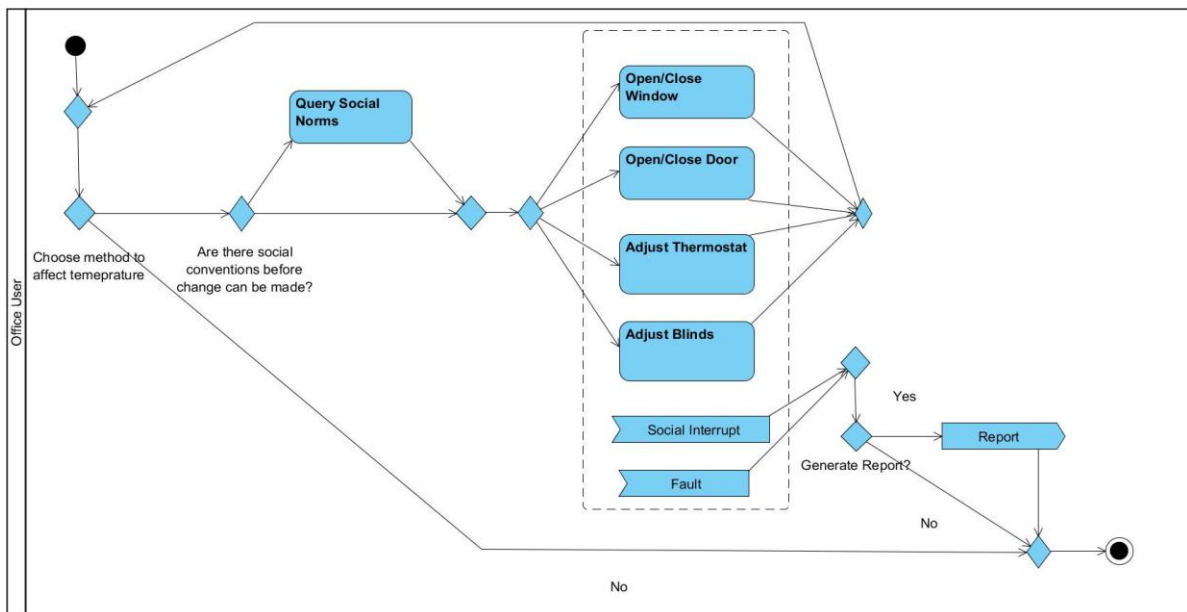 Office User
Query Social
Norms
Choose method to
affect temeprature
Are there social
conventions before
change can be made?
Open/Close
Window
Open/Close Door
Adjust Thermostat
Adjust Blinds
Social Interrupt
Fault
Yes
Generate Report?
Report
No
No